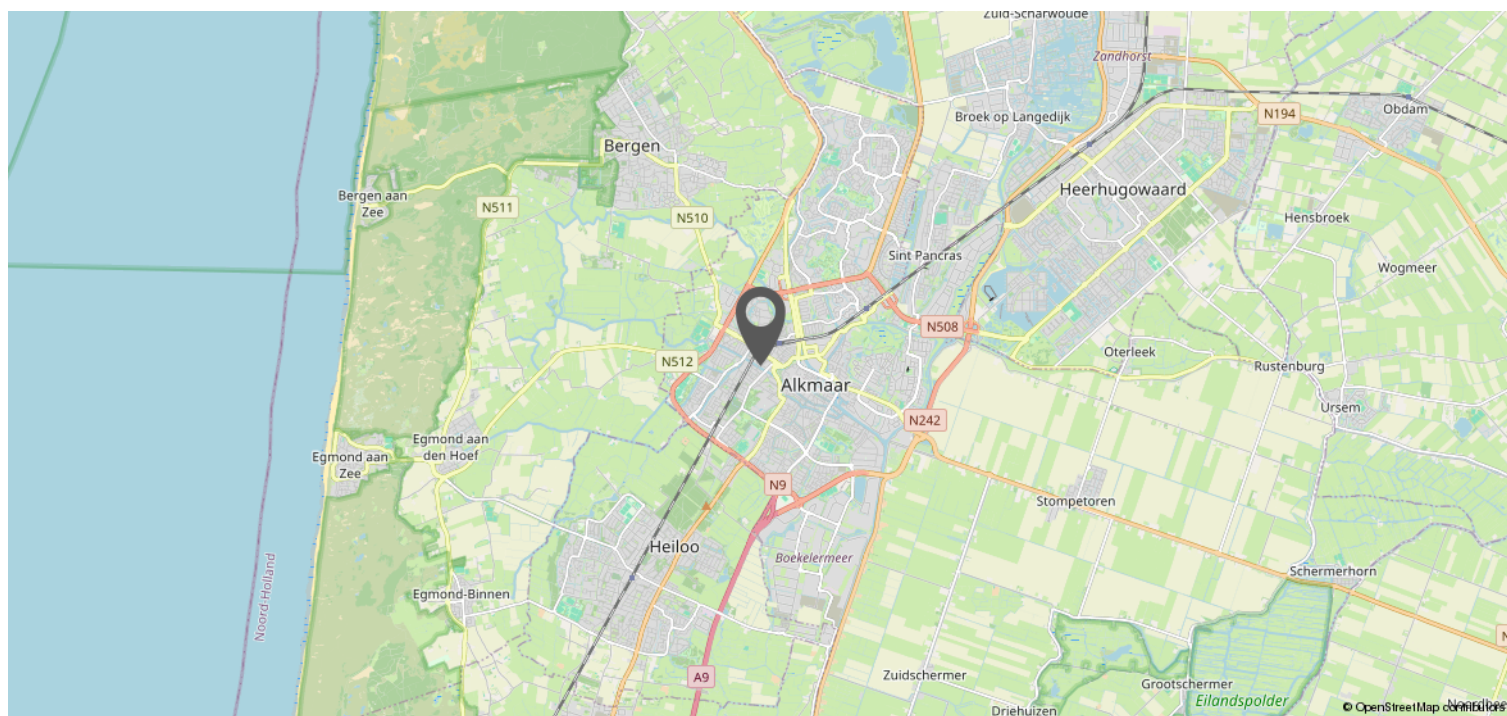 Zuid-Scharwoude
Zandhorst
Obdam
N194
Broek op Langedijk
Bergen
Heerhugowaard
Bergen aan
Zee
N511
N510
Hensbroek
Sint Pancras
Wogmeer
N508
Oterleek
N512
Rustenburg
Alkmaar
Ursem
N242
Egmond aan
den Hoef
Egmond aan
Zee
N9
Stompetoren
Heiloo
Boekelermeer
Schermerhorn
Noord-Holland
Egmond-Binnen
A9
Zuidschermer
Grootschermer
Eilandspolder
Driehuizen
© OpenStreetMap contributors